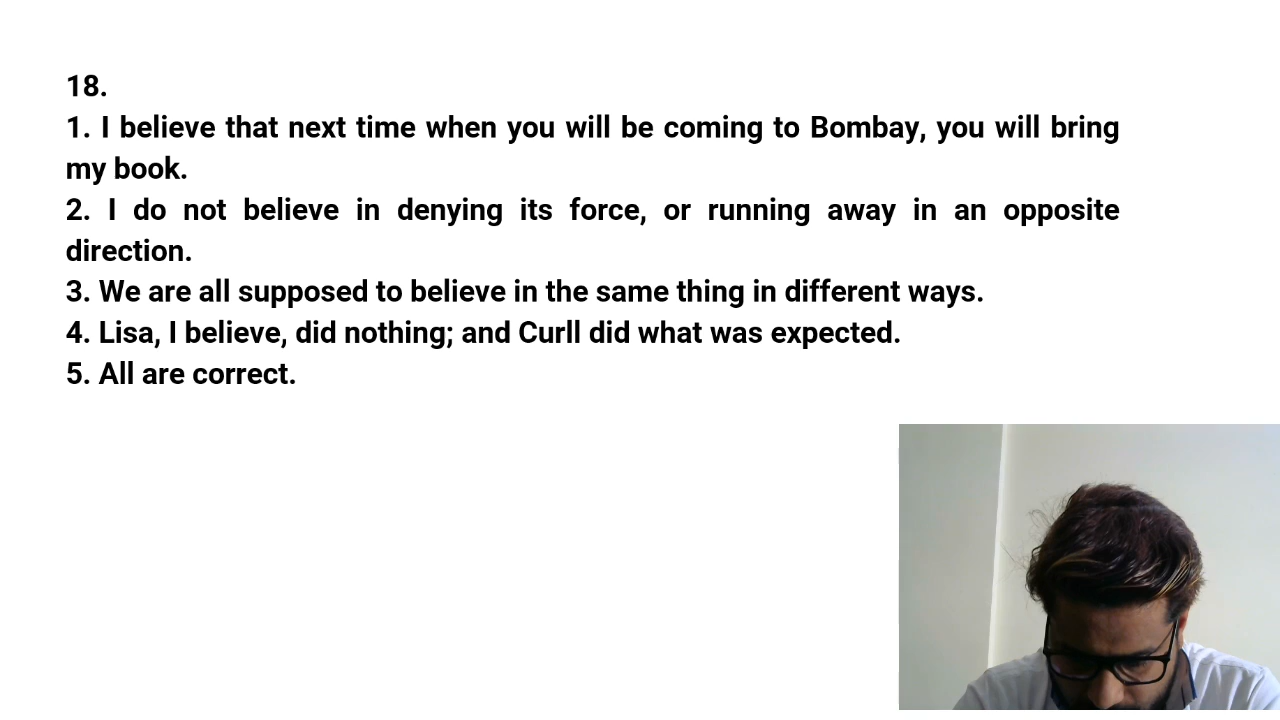 18.
1. I believe that next time when you will be coming to Bombay, you will bring
my book.
2. I do not believe in denying its force, or running away in an opposite
direction.
3. We are all supposed to believe in the same thing in different ways.
4. Lisa, I believe, did nothing; and Curll did what was expected.
5. All are correct.